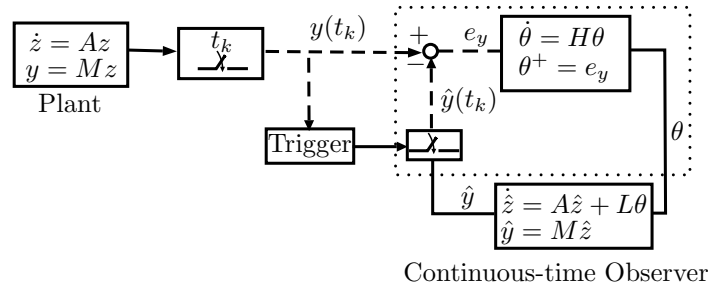 ż = Az
y = Mz
Plant
t_k
y(t_k)
+
−
e_y
θ̇ = Hθ
θ⁺ = e_y
ŷ(t_k)
Trigger
θ
ŷ
ẑ̇ = Aẑ + Lθ
ŷ = Mẑ
Continuous-time Observer